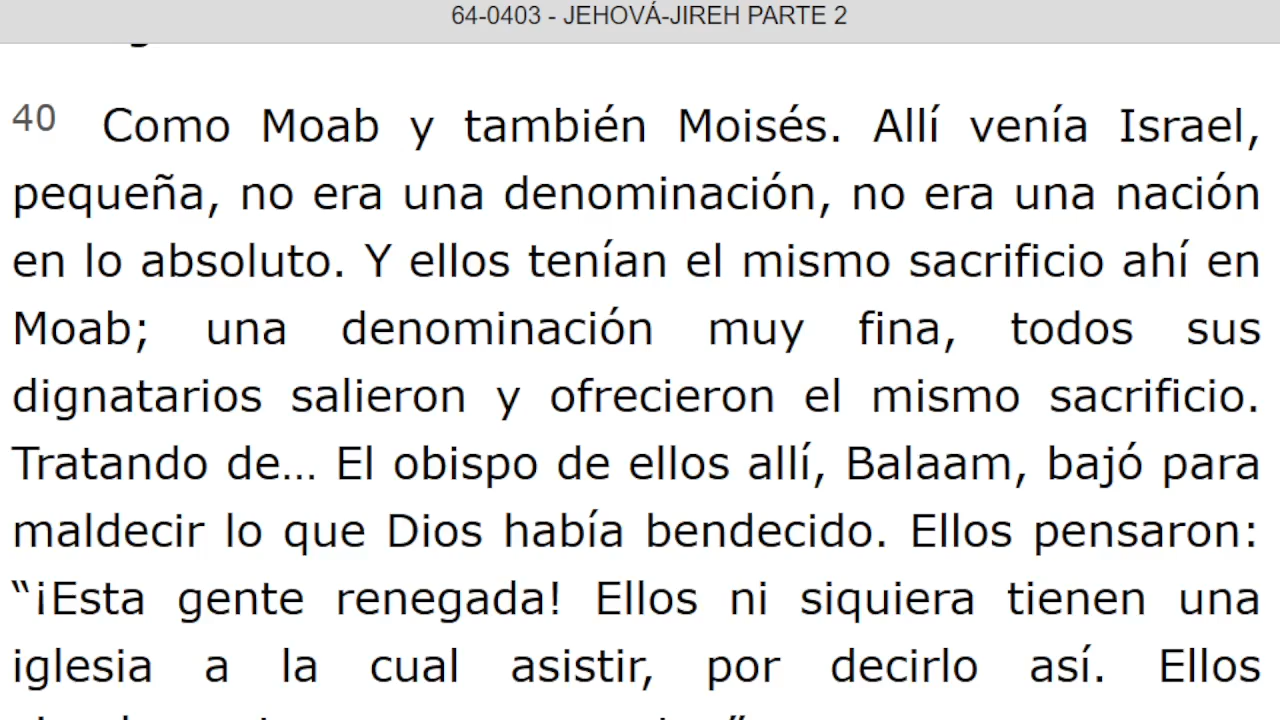 64-0403 - JEHOVÁ-JIREH PARTE 2
40 Como Moab y también Moisés. Allí venía Israel,
pequeña, no era una denominación, no era una nación
en lo absoluto. Y ellos tenían el mismo sacrificio ahí en
Moab; una denominación muy fina, todos sus
dignatarios salieron y ofrecieron el mismo sacrificio.
Tratando de… El obispo de ellos allí, Balaam, bajó para
maldecir lo que Dios había bendecido. Ellos pensaron:
“¡Esta gente renegada! Ellos ni siquiera tienen una
iglesia a la cual asistir, por decirlo así. Ellos